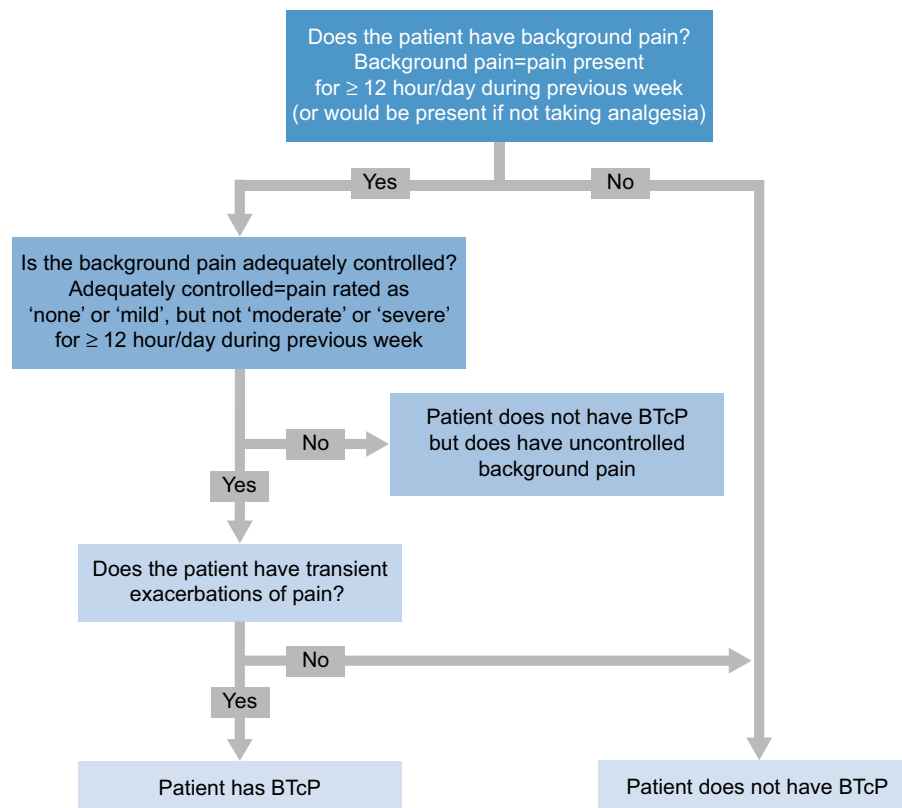 Does the patient have background pain?
Background pain=pain present
for ≥ 12 hour/day during previous week
(or would be present if not taking analgesia)
Yes
No
Is the background pain adequately controlled?
Adequately controlled=pain rated as
‘none’ or ‘mild’, but not ‘moderate’ or ‘severe’
for ≥ 12 hour/day during previous week
No
Patient does not have BTcP
but does have uncontrolled
background pain
Yes
Does the patient have transient
exacerbations of pain?
No
Yes
Patient has BTcP
Patient does not have BTcP